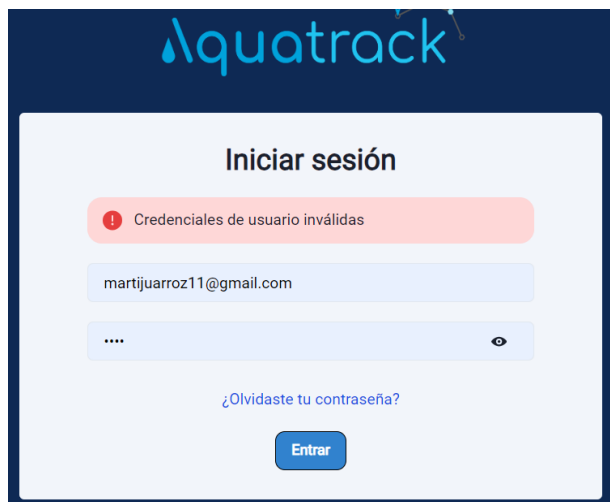 Aquatrack
Iniciar sesión
Credenciales de usuario inválidas
martijuarroz11@gmail.com
••••
¿Olvidaste tu contraseña?
Entrar